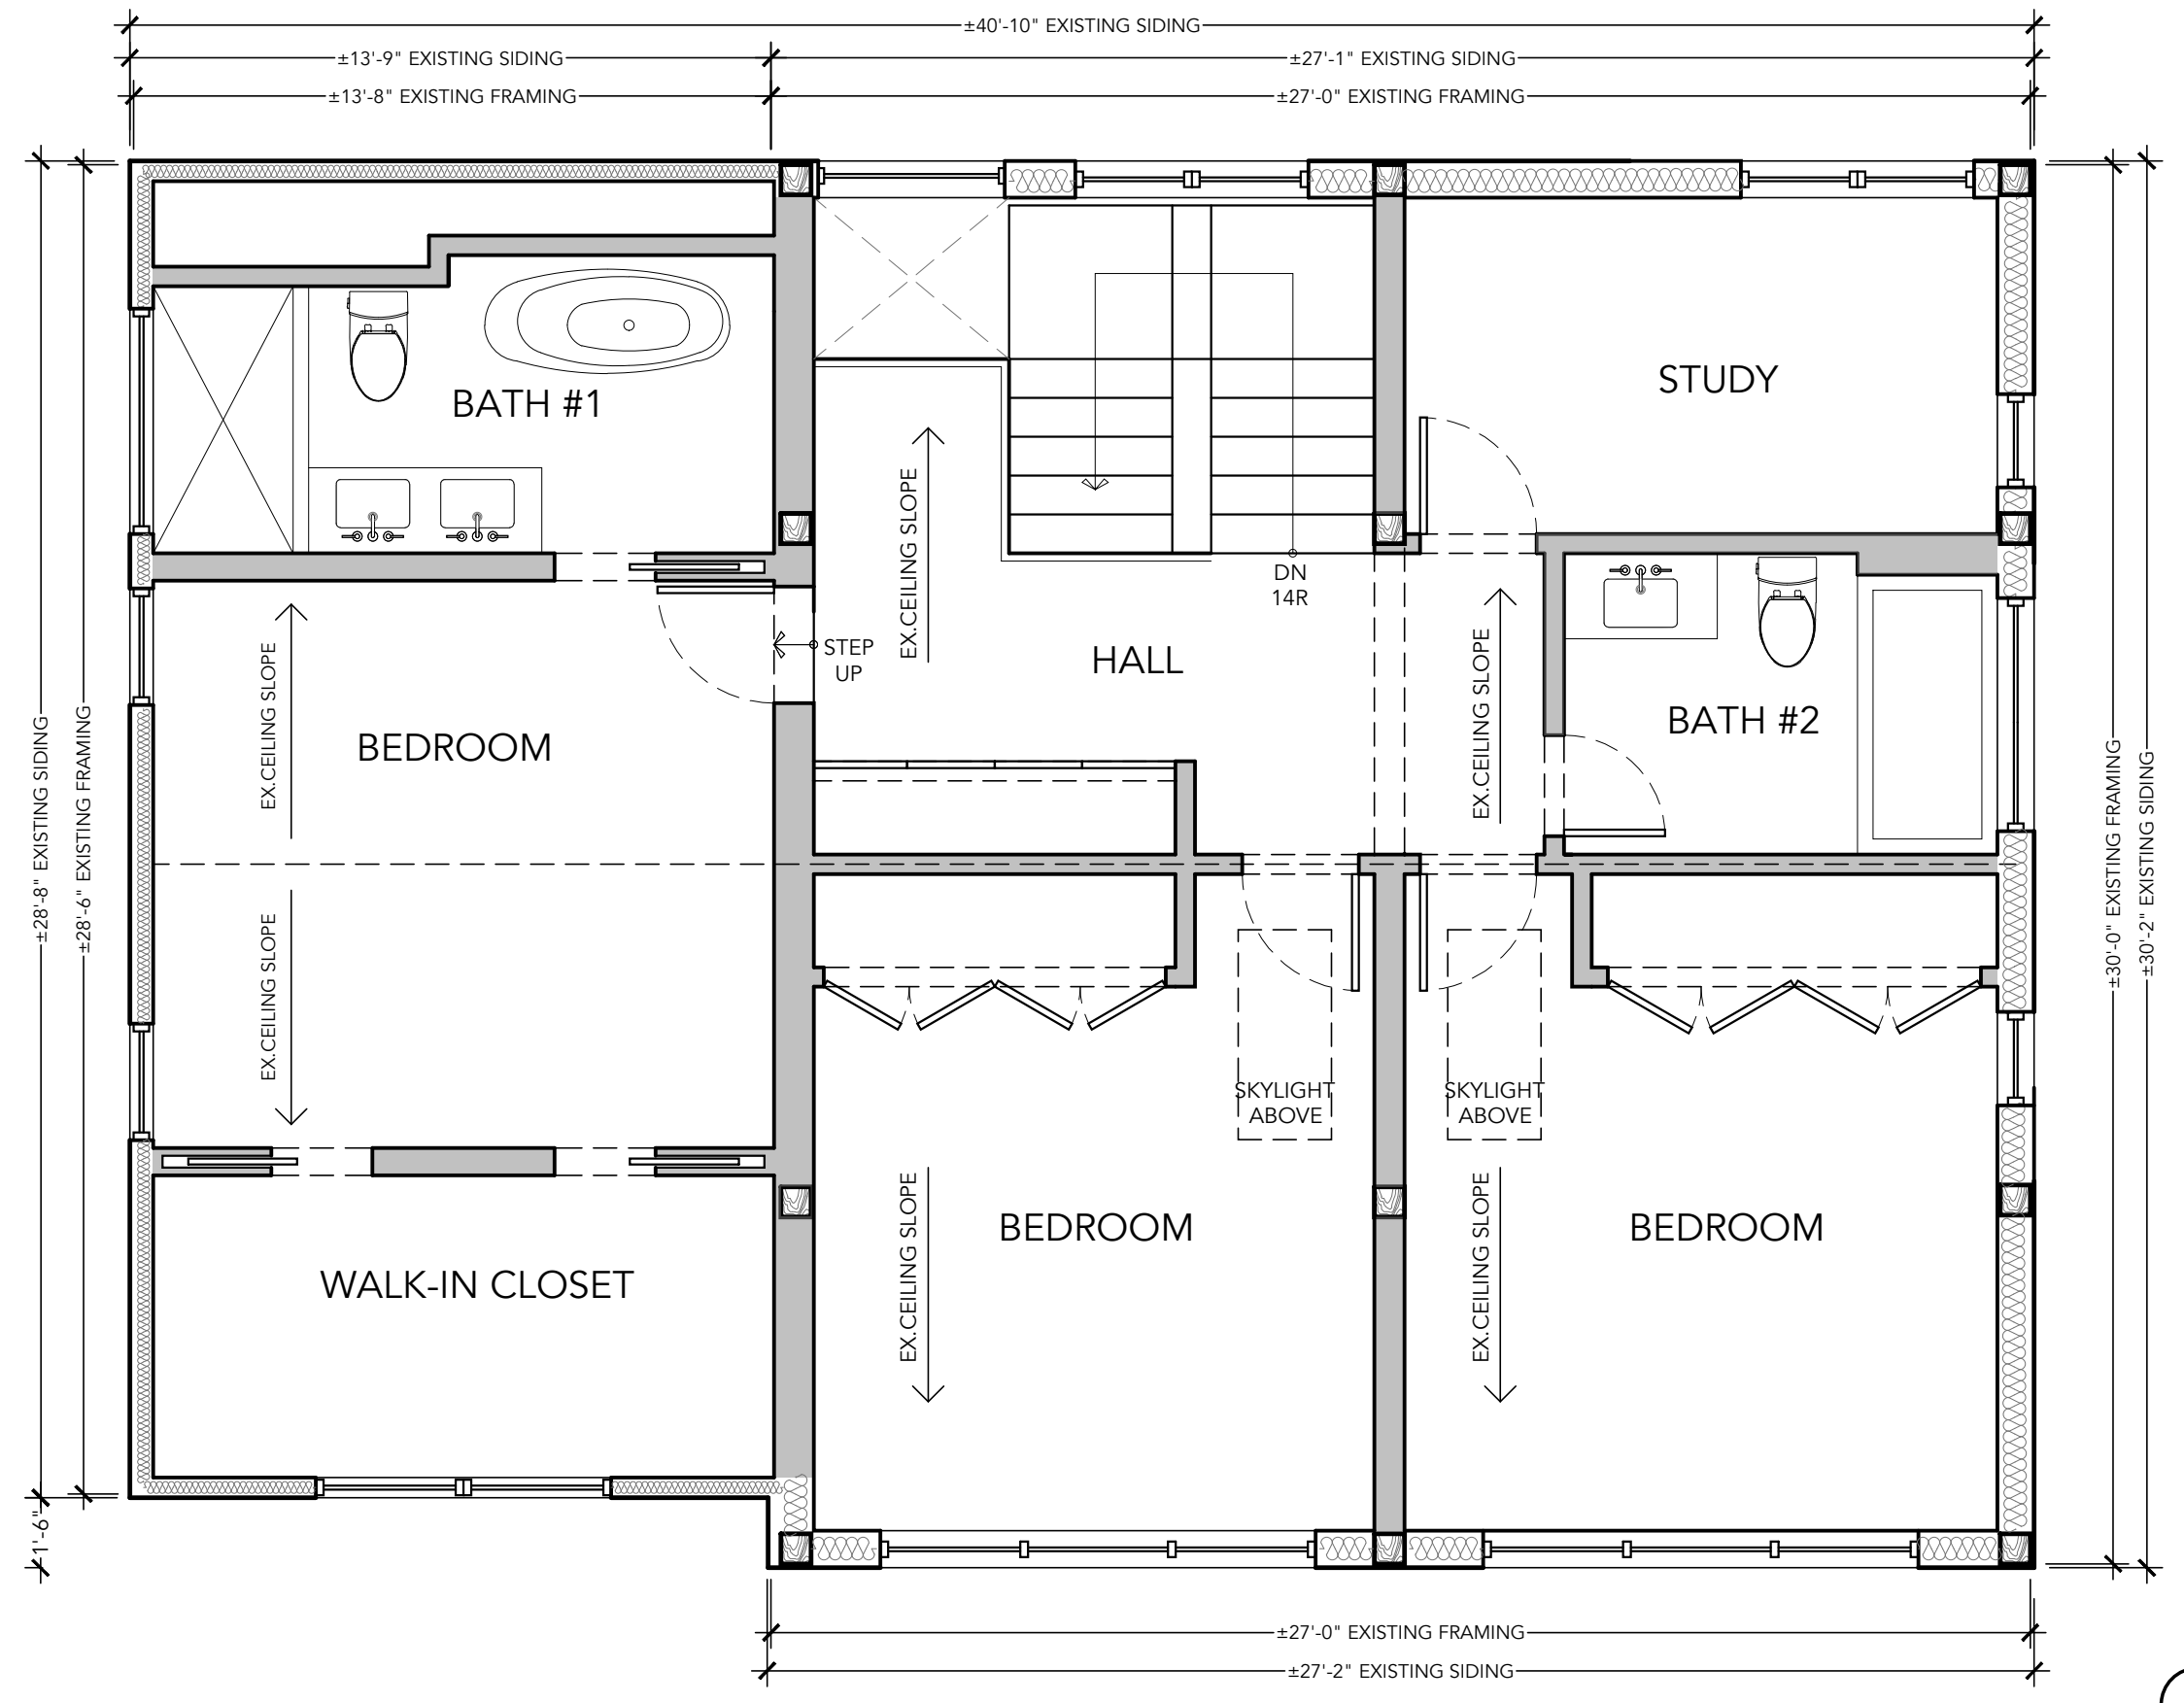 ±40'-10" EXISTING SIDING
±13'-9" EXISTING SIDING
±27'-1" EXISTING SIDING
±13'-8" EXISTING FRAMING
±27'-0" EXISTING FRAMING
BATH #1
STUDY
EX.CEILING SLOPE
DN
14R
STEP
UP
HALL
EX.CEILING SLOPE
EX.CEILING SLOPE
BATH #2
BEDROOM
±28'-8" EXISTING SIDING
±28'-6" EXISTING FRAMING
±30'-0" EXISTING FRAMING
±30'-2" EXISTING SIDING
EX.CEILING SLOPE
SKYLIGHT
ABOVE
SKYLIGHT
ABOVE
EX.CEILING SLOPE
BEDROOM
EX.CEILING SLOPE
BEDROOM
WALK-IN CLOSET
1'-6"
±27'-0" EXISTING FRAMING
±27'-2" EXISTING SIDING